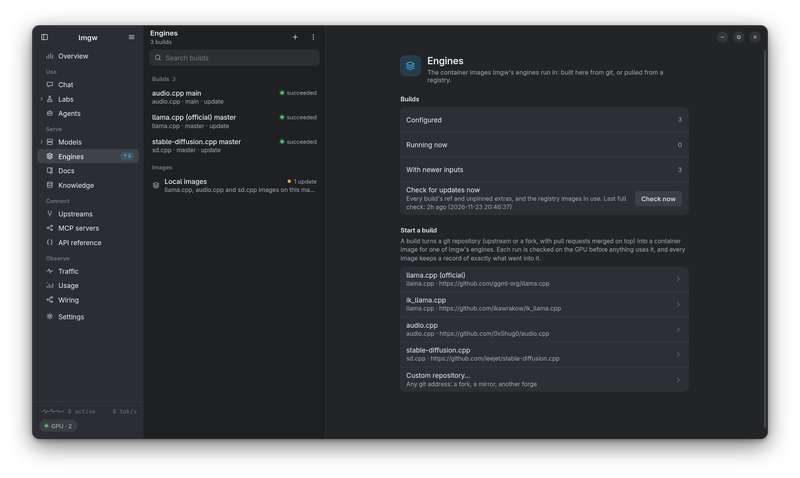 lmgw
Overview
Use
Chat
Labs
Agents
Serve
Models
Engines
Docs
Knowledge
Connect
Upstreams
MCP servers
API reference
Observe
Traffic
Usage
Wiring
Settings
0 active
0 tok/s
GPU · 2
Engines
3 builds
Search builds
Builds 3
audio.cpp main
succeeded
audio.cpp · main · update
llama.cpp (official) master
succeeded
llama.cpp · master · update
stable-diffusion.cpp master
succeeded
sd.cpp · master · update
Images
Local images
1 update
llama.cpp, audio.cpp and sd.cpp images on this ma...
Engines
The container images lmgw's engines run in: built here from git, or pulled from a
registry.
Builds
Configured
3
Running now
0
With newer inputs
3
Check for updates now
Every build's ref and unpinned extras, and the registry images in use. Last full
check: 2h ago (2026-11-23 20:46:37)
Check now
Start a build
A build turns a git repository (upstream or a fork, with pull requests merged on top) into a container
image for one of lmgw's engines. Each run is checked on the GPU before anything uses it, and every
image keeps a record of exactly what went into it.
llama.cpp (official)
llama.cpp · https://github.com/ggml-org/llama.cpp
ik_llama.cpp
llama.cpp · https://github.com/ikawrakow/ik_llama.cpp
audio.cpp
audio.cpp · https://github.com/0xShug0/audio.cpp
stable-diffusion.cpp
sd.cpp · https://github.com/leejet/stable-diffusion.cpp
Custom repository...
Any git address: a fork, a mirror, another forge